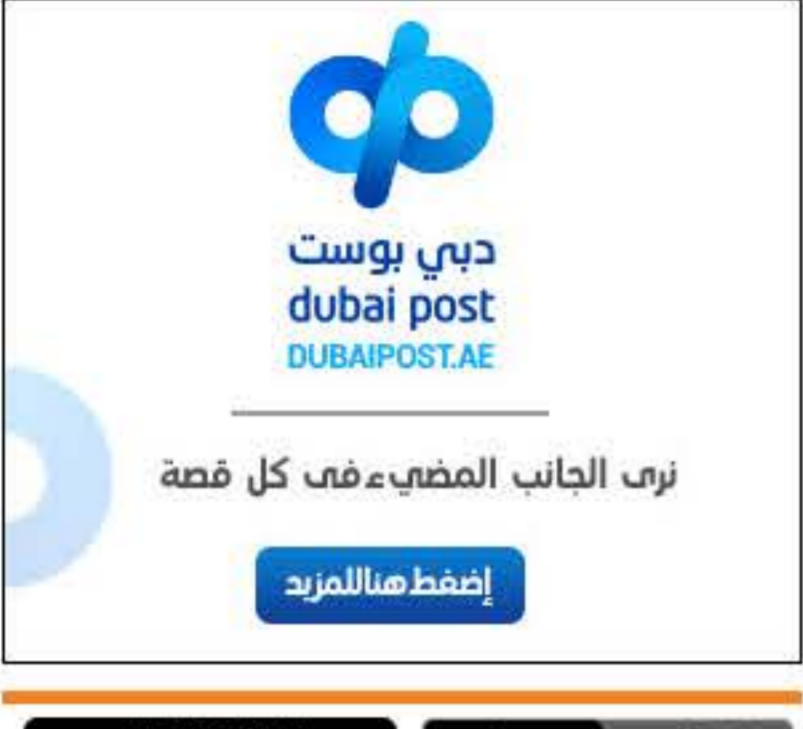 دبي بوست
dubai post
DUBAIPOST.AE
نرى الجانب المضيء في كل قصة
إضغط هنا للمزيد